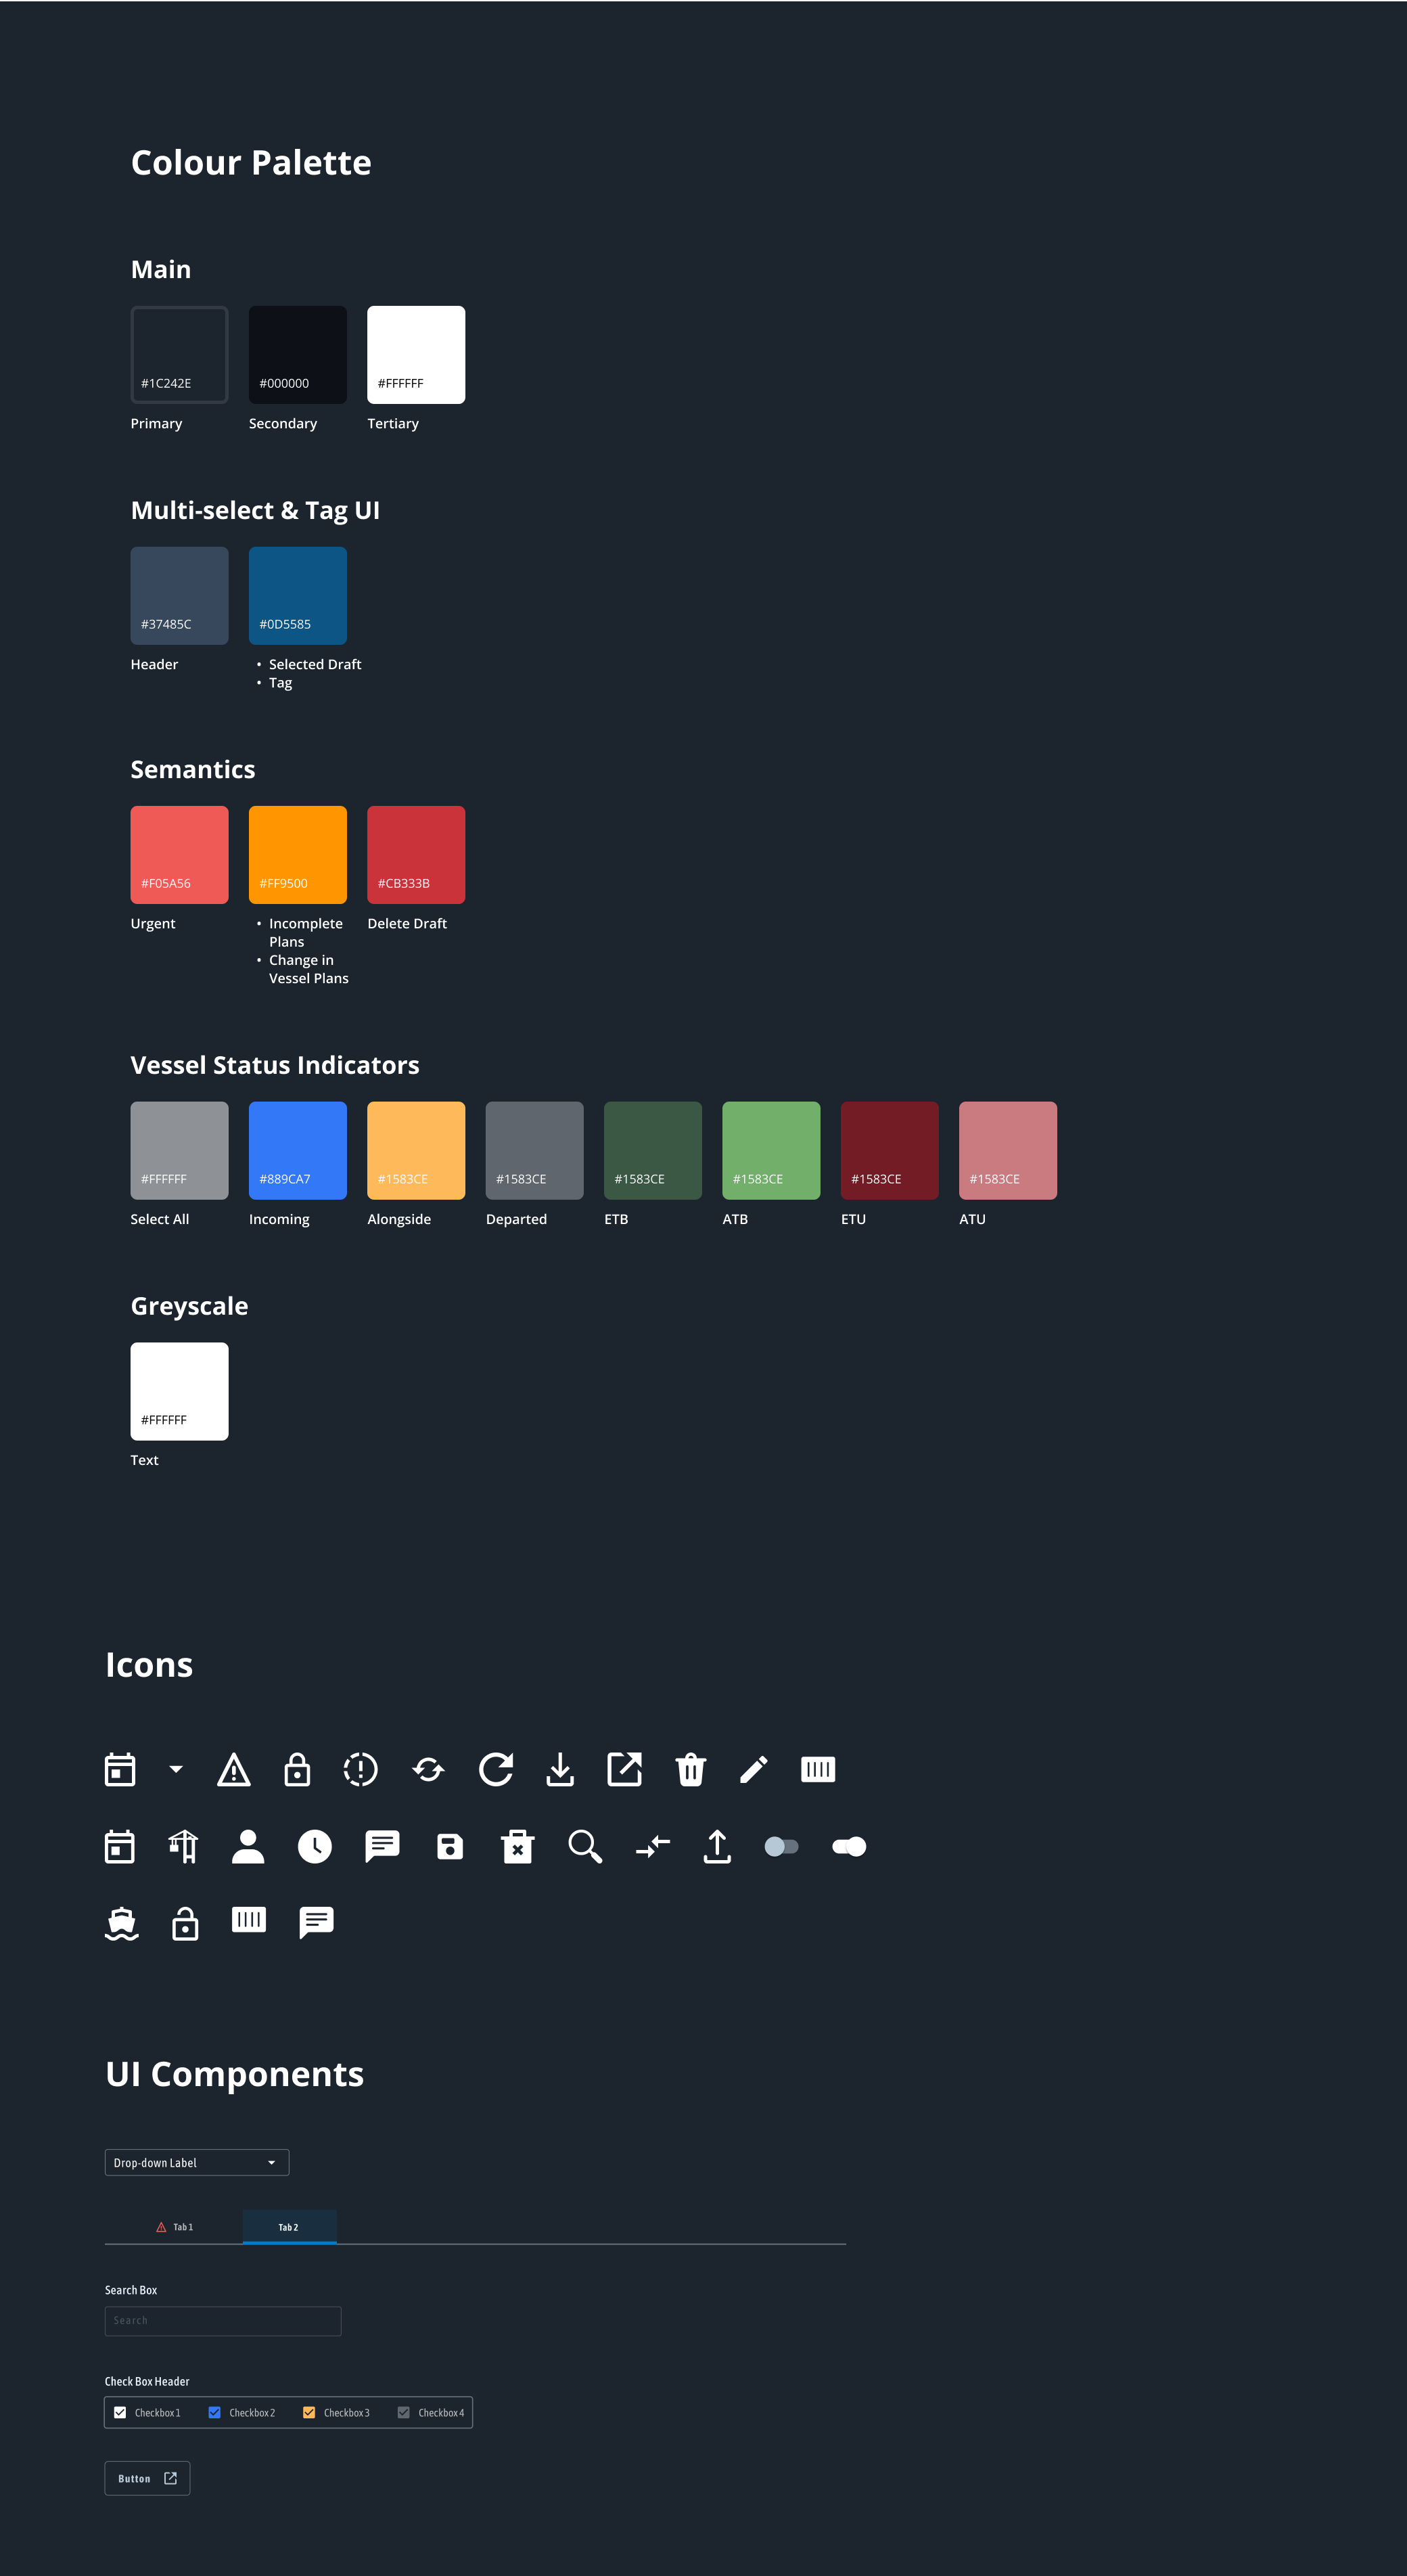 Colour Palette
Main
#1C242E
#000000
#FFFFFF
Primary
Secondary
Tertiary
Multi-select & Tag UI
#37485C
#0D5585
Header
• Selected Draft
• Tag
Semantics
#F05A56
#FF9500
#CB333B
Urgent
• Incomplete
Plans
• Change in
Vessel Plans
Delete Draft
Vessel Status Indicators
#FFFFFF
#889CA7
#1583CE
#1583CE
#1583CE
#1583CE
#1583CE
#1583CE
Select All
Incoming
Alongside
Departed
ETB
ATB
ETU
ATU
Greyscale
#FFFFFF
Text
Icons
UI Components
Drop-down Label
Tab 1
Tab 2
Search Box
Search
Check Box Header
Checkbox 1
Checkbox 2
Checkbox 3
Checkbox 4
Button